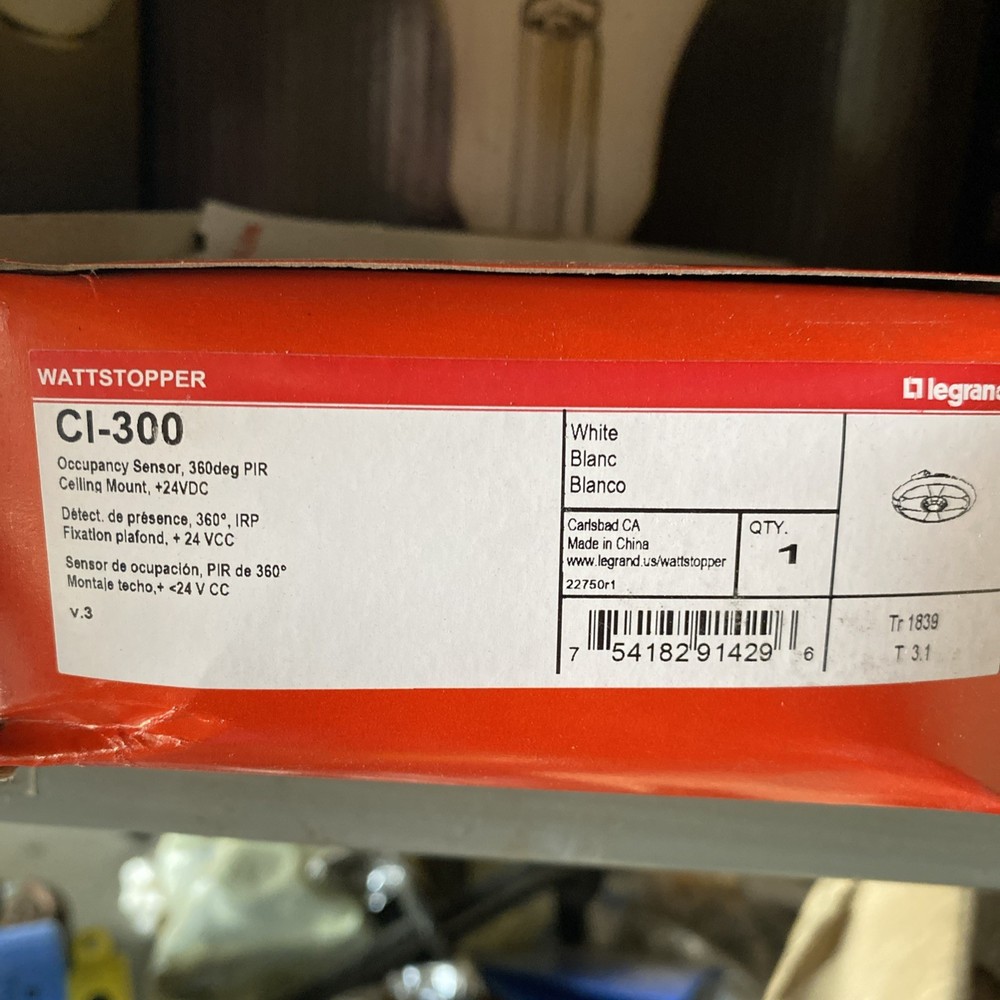 WATTSTOPPER
legrand
CI-300
Occupancy Sensor, 360deg PIR
Ceiling Mount, +24VDC
Détect. de présence, 360°, IRP
Fixation plafond, + 24 VCC
Sensor de ocupación, PIR de 360°
Montaje techo,+ <24 V CC
v.3
White
Blanc
Blanco
Carlsbad CA
Made in China
www.legrand.us/wattstopper
22750r1
QTY.
1
7 54182 91429 6
Tr 1839
T 3.1